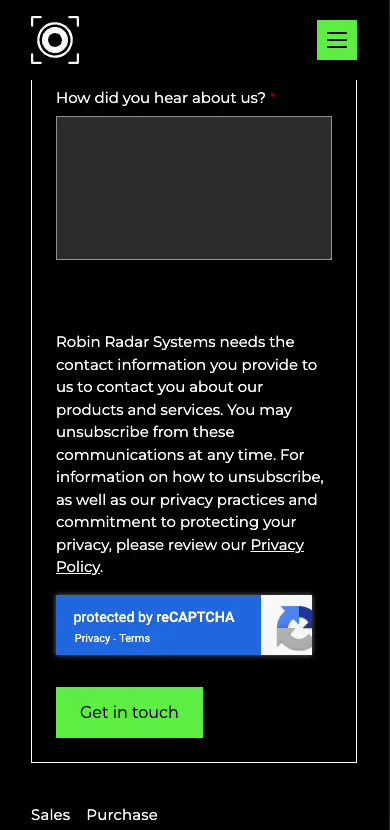 How did you hear about us? *
Robin Radar Systems needs the
contact information you provide to
us to contact you about our
products and services. You may
unsubscribe from these
communications at any time. For
information on how to unsubscribe,
as well as our privacy practices and
commitment to protecting your
privacy, please review our Privacy
Policy.
protected by reCAPTCHA
Privacy - Terms
Get in touch
Sales Purchase